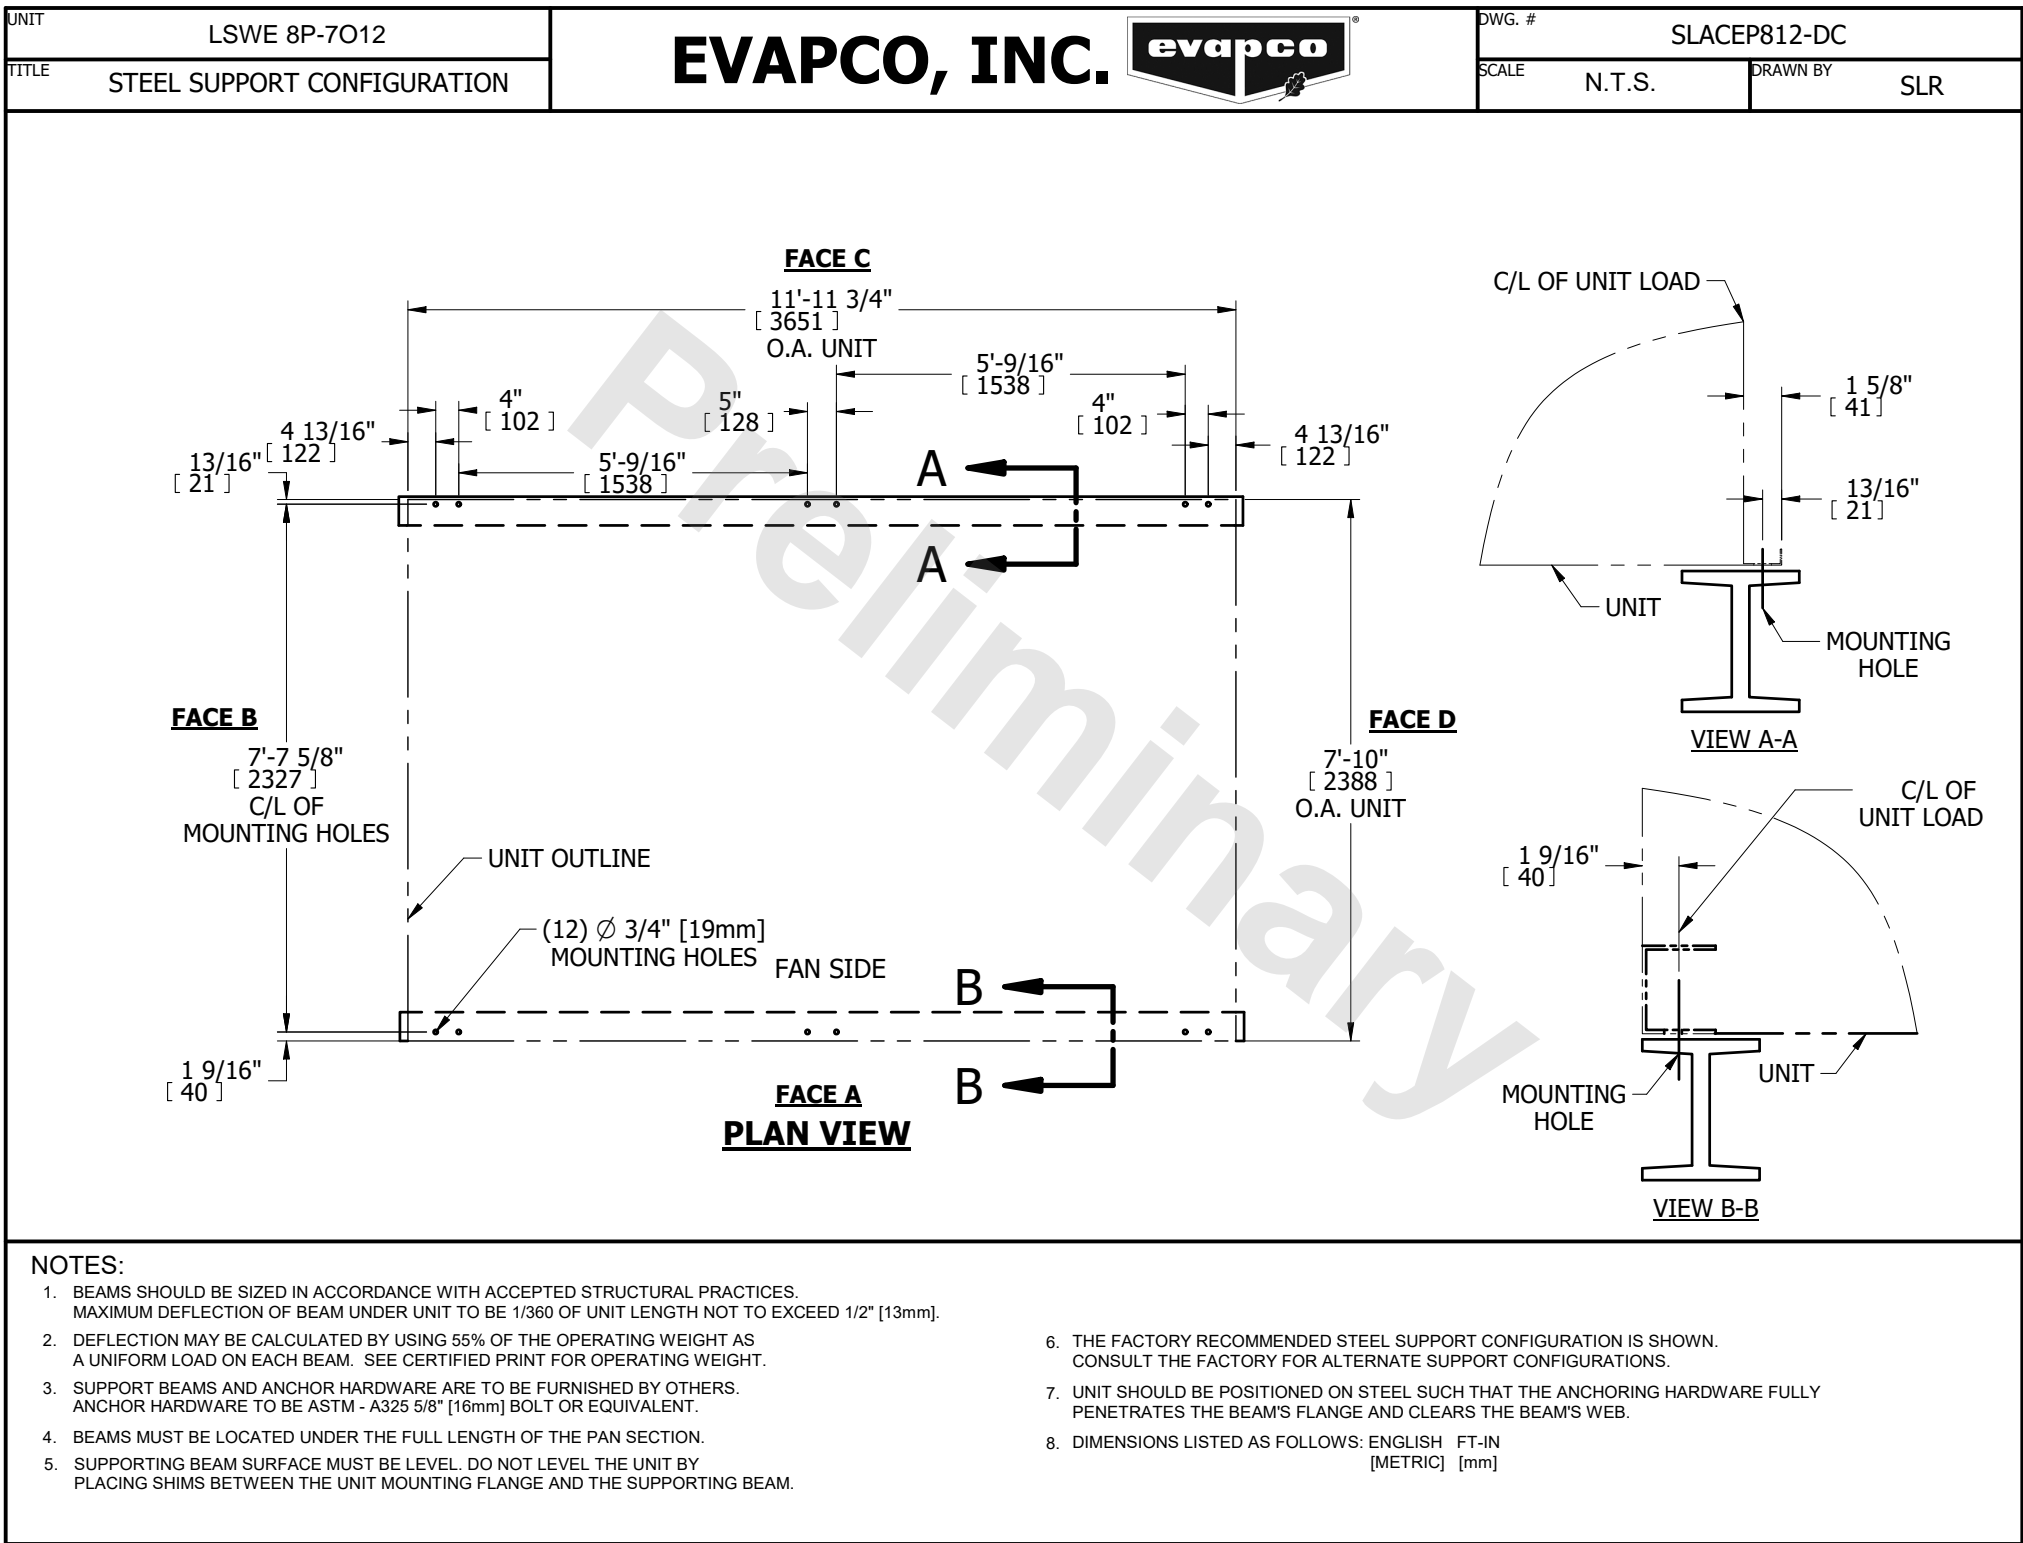 UNIT
LSWE 8P-7O12
TITLE
STEEL SUPPORT CONFIGURATION
EVAPCO, INC.
evapco
®
DWG. #
SLACEP812-DC
SCALE
N.T.S.
DRAWN BY
SLR
FACE C
11'-11 3/4"
[ 3651 ]
O.A. UNIT
5'-9/16"
[ 1538 ]
4"
[ 102 ]
5"
[ 128 ]
4"
[ 102 ]
4 13/16"
[ 122 ]
13/16"
[ 21 ]
5'-9/16"
[ 1538 ]
4 13/16"
[ 122 ]
A
A
FACE B
7'-7 5/8"
[ 2327 ]
C/L OF
MOUNTING HOLES
FACE D
7'-10"
[ 2388 ]
O.A. UNIT
UNIT OUTLINE
(12) Ø 3/4" [19mm]
MOUNTING HOLES
FAN SIDE
B
B
1 9/16"
[ 40 ]
FACE A
PLAN VIEW
Preliminary
C/L OF UNIT LOAD
1 5/8"
[ 41]
13/16"
[ 21]
UNIT
MOUNTING
HOLE
VIEW A-A
C/L OF
UNIT LOAD
1 9/16"
[ 40]
UNIT
MOUNTING
HOLE
VIEW B-B
NOTES:
1. BEAMS SHOULD BE SIZED IN ACCORDANCE WITH ACCEPTED STRUCTURAL PRACTICES.
MAXIMUM DEFLECTION OF BEAM UNDER UNIT TO BE 1/360 OF UNIT LENGTH NOT TO EXCEED 1/2" [13mm].
2. DEFLECTION MAY BE CALCULATED BY USING 55% OF THE OPERATING WEIGHT AS
A UNIFORM LOAD ON EACH BEAM. SEE CERTIFIED PRINT FOR OPERATING WEIGHT.
3. SUPPORT BEAMS AND ANCHOR HARDWARE ARE TO BE FURNISHED BY OTHERS.
ANCHOR HARDWARE TO BE ASTM - A325 5/8" [16mm] BOLT OR EQUIVALENT.
4. BEAMS MUST BE LOCATED UNDER THE FULL LENGTH OF THE PAN SECTION.
5. SUPPORTING BEAM SURFACE MUST BE LEVEL. DO NOT LEVEL THE UNIT BY
PLACING SHIMS BETWEEN THE UNIT MOUNTING FLANGE AND THE SUPPORTING BEAM.
6. THE FACTORY RECOMMENDED STEEL SUPPORT CONFIGURATION IS SHOWN.
CONSULT THE FACTORY FOR ALTERNATE SUPPORT CONFIGURATIONS.
7. UNIT SHOULD BE POSITIONED ON STEEL SUCH THAT THE ANCHORING HARDWARE FULLY
PENETRATES THE BEAM'S FLANGE AND CLEARS THE BEAM'S WEB.
8. DIMENSIONS LISTED AS FOLLOWS: ENGLISH FT-IN
[METRIC] [mm]